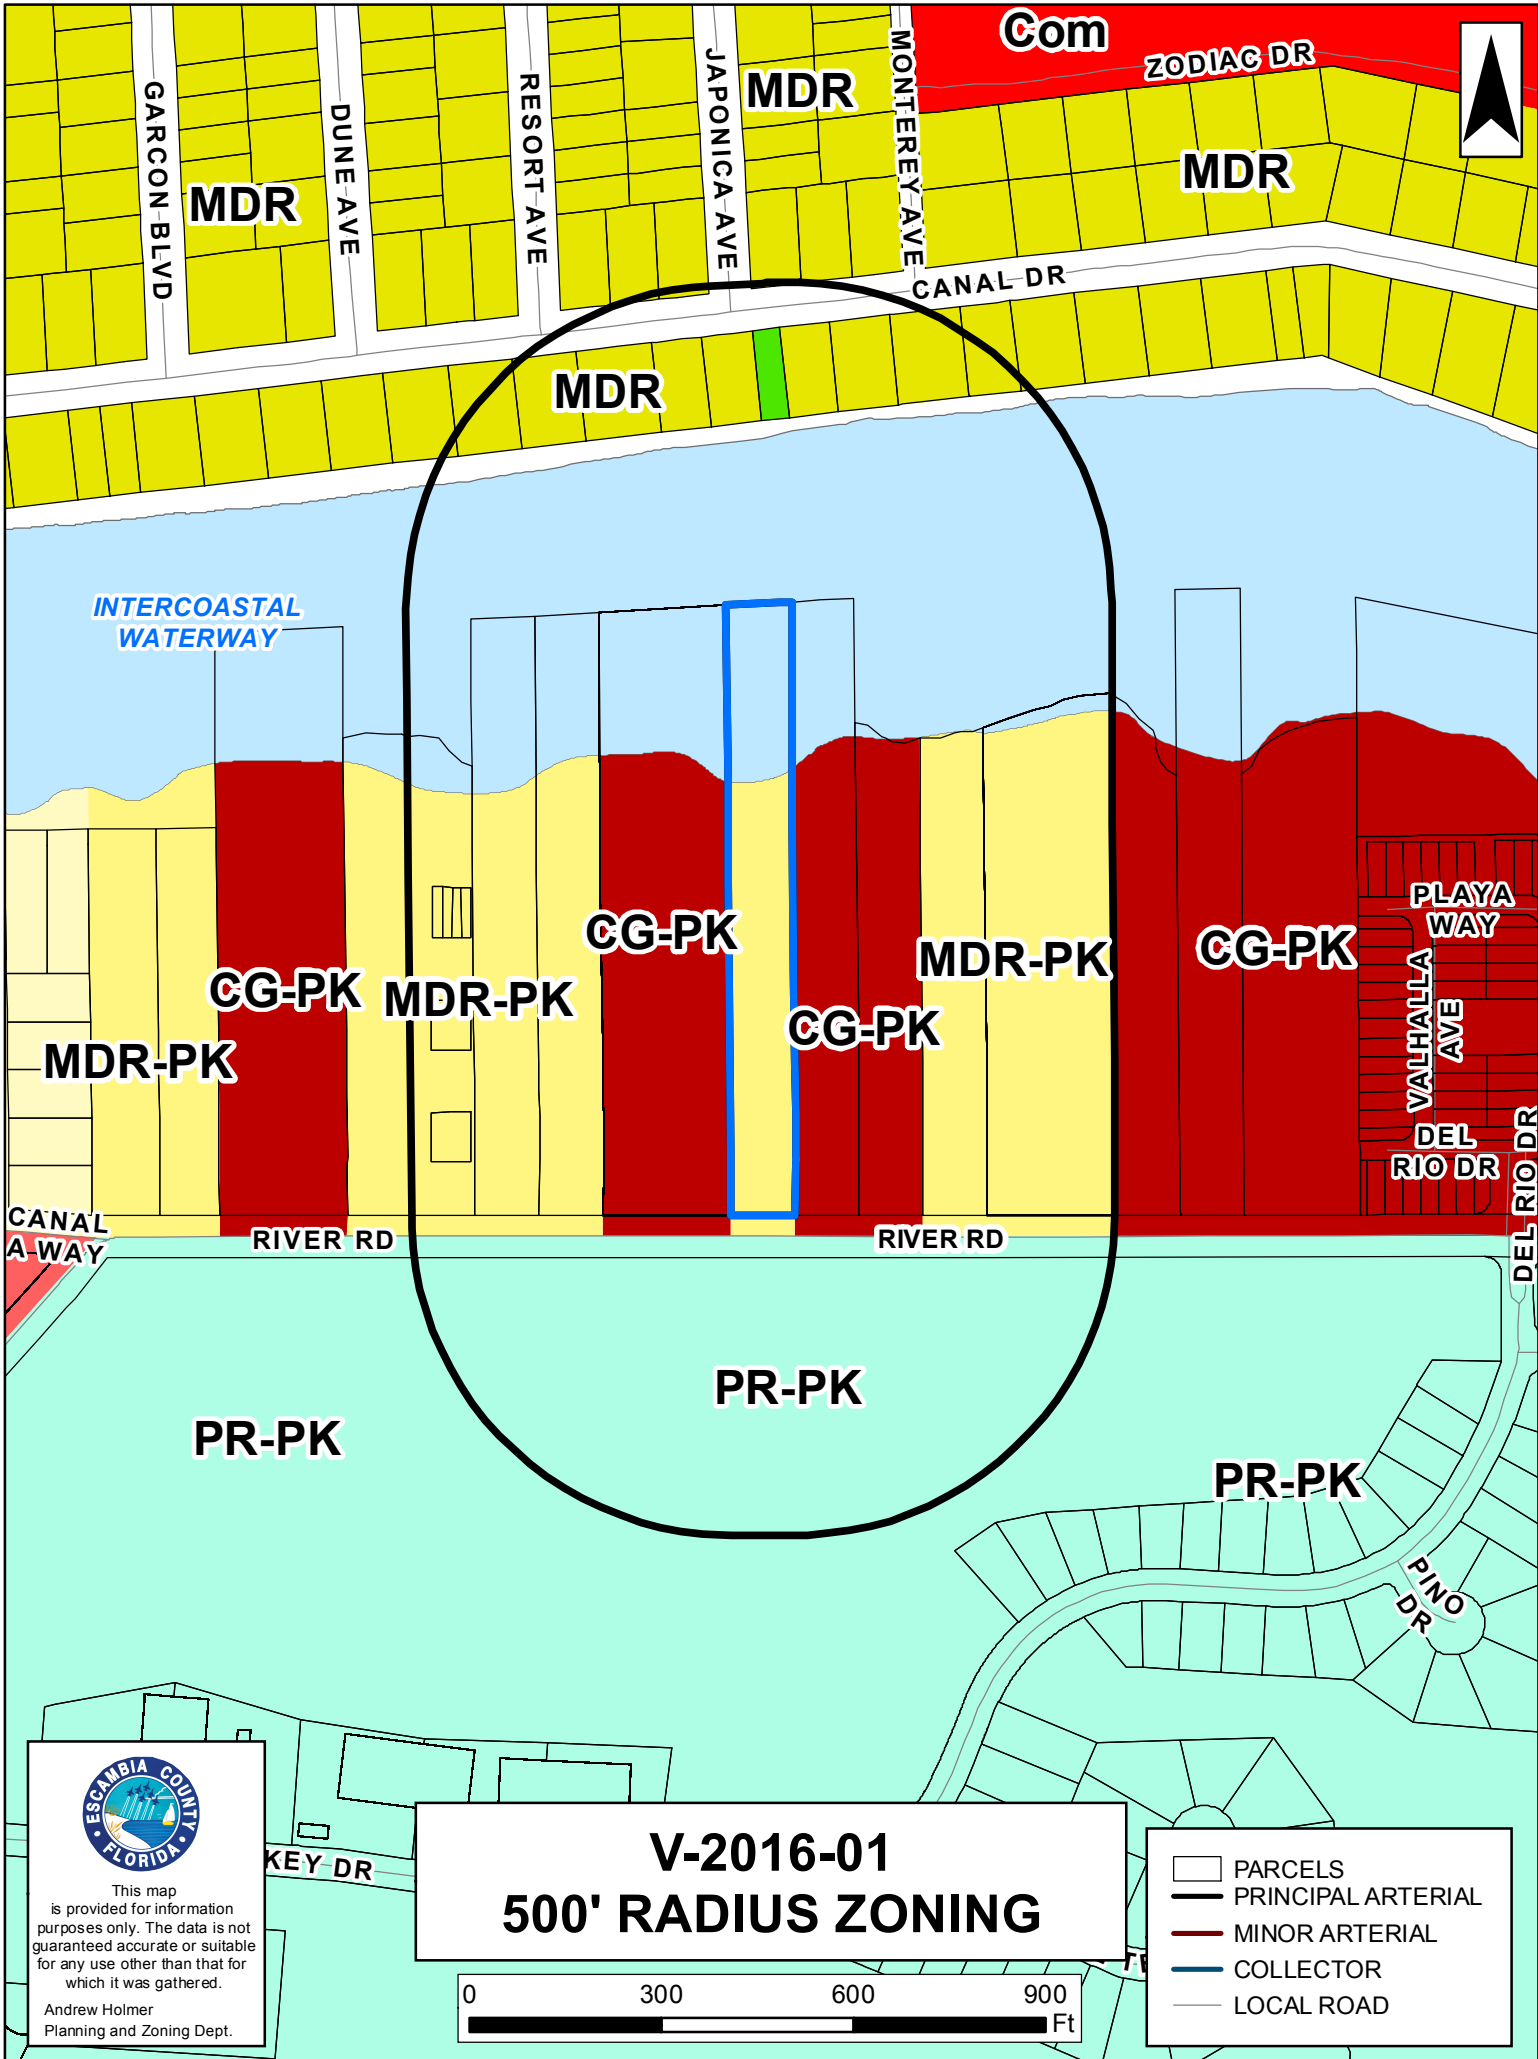 Com
ZODIAC DR
MDR
MONTEREY AVE
JAPONICA AVE
RESORT AVE
DUNE AVE
GARCON BLVD
MDR
MDR
CANAL DR
MDR
INTERCOASTAL
WATERWAY
CG-PK
MDR-PK
CG-PK
MDR-PK
CG-PK
MDR-PK
CG-PK
PLAYA
WAY
VALHALLA
AVE
DEL
RIO DR
DEL RIO DR
CANAL
A WAY
RIVER RD
RIVER RD
PR-PK
PR-PK
PR-PK
PINO
DR
KEY DR
ESCAMBIA COUNTY
FLORIDA
This map
is provided for information
purposes only. The data is not
guaranteed accurate or suitable
for any use other than that for
which it was gathered.
Andrew Holmer
Planning and Zoning Dept.
V-2016-01
500' RADIUS ZONING
0 300 600 900
Ft
PARCELS
PRINCIPAL ARTERIAL
MINOR ARTERIAL
COLLECTOR
LOCAL ROAD